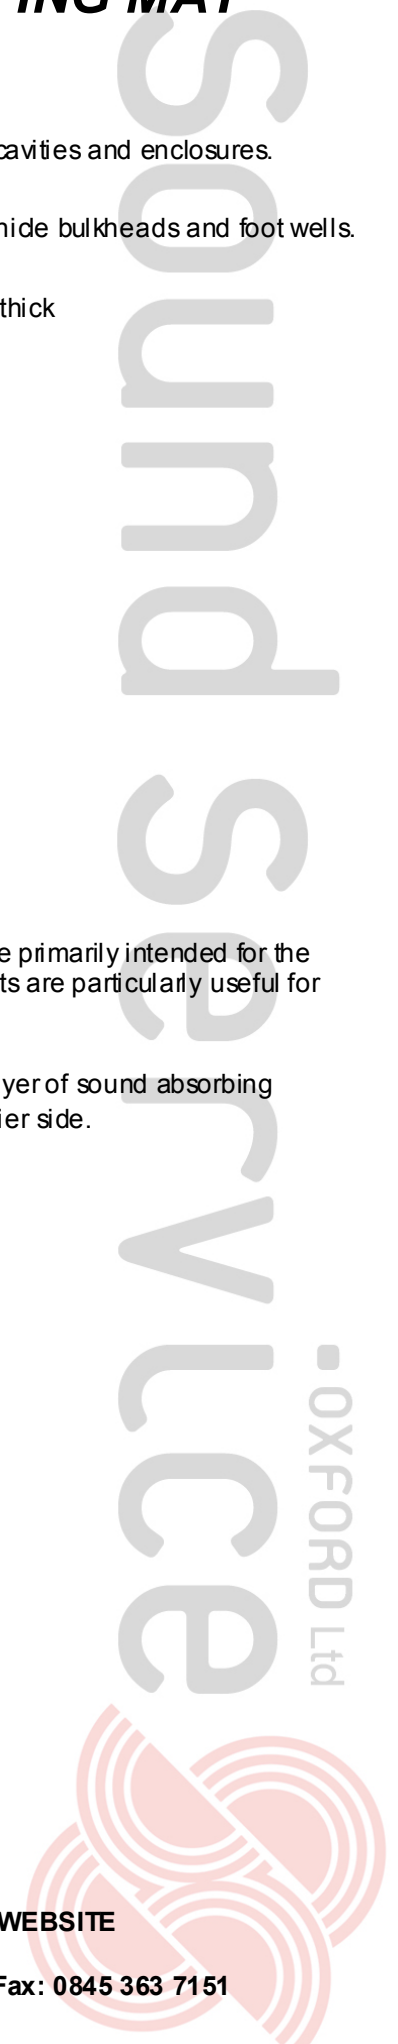 ING MAT
cavities and enclosures.
hicle bulkheads and foot wells.
thick
e primarily intended for the
ts are particularly useful for
yer of sound absorbing
ier side.
Sound Service
OXFORD Ltd
WEBSITE
Fax: 0845 363 7151